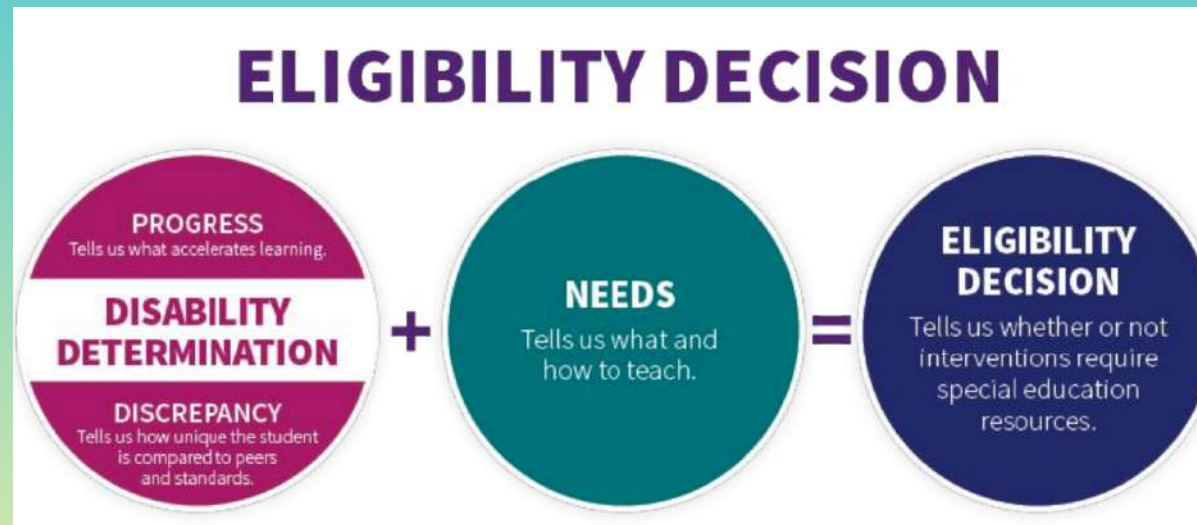 ELIGIBILITY DECISION
PROGRESS
Tells us what accelerates learning.
DISABILITY
DETERMINATION
DISCREPANCY
Tells us how unique the student
is compared to peers
and standards.
+
NEEDS
Tells us what and
how to teach.
=
ELIGIBILITY
DECISION
Tells us whether or not
interventions require
special education
resources.